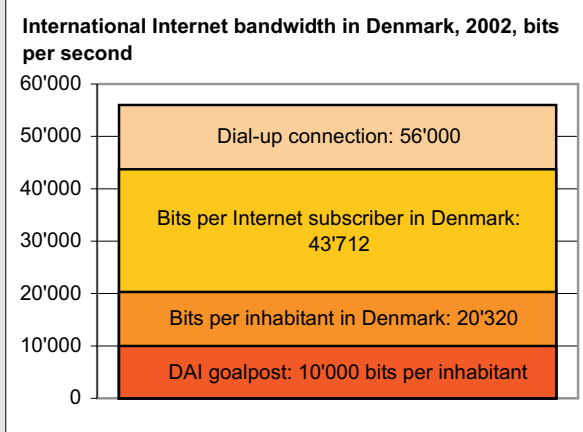 International Internet bandwidth in Denmark, 2002, bits
per second
60'000
50'000
40'000
30'000
20'000
10'000
0
Dial-up connection: 56'000
Bits per Internet subscriber in Denmark:
43'712
Bits per inhabitant in Denmark: 20'320
DAI goalpost: 10'000 bits per inhabitant